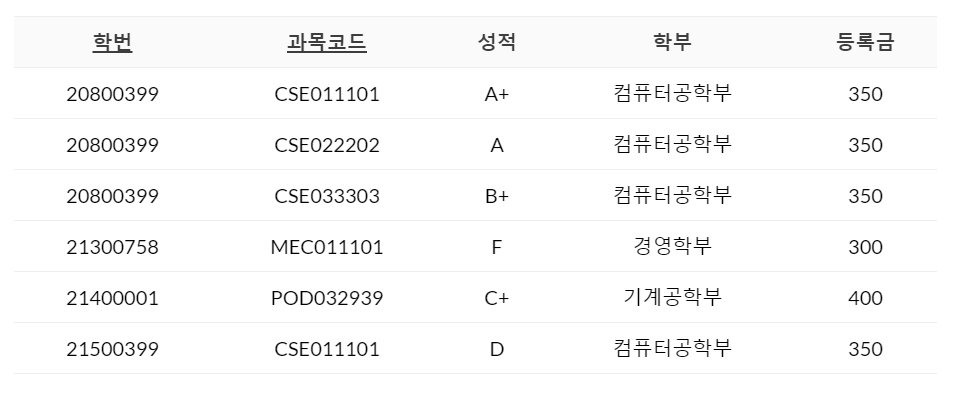 학번 과목코드 성적 학부 등록금
20800399 CSE011101 A+ 컴퓨터공학부 350
20800399 CSE022202 A 컴퓨터공학부 350
20800399 CSE033303 B+ 컴퓨터공학부 350
21300758 MEC011101 F 경영학부 300
21400001 POD032939 C+ 기계공학부 400
21500399 CSE011101 D 컴퓨터공학부 350